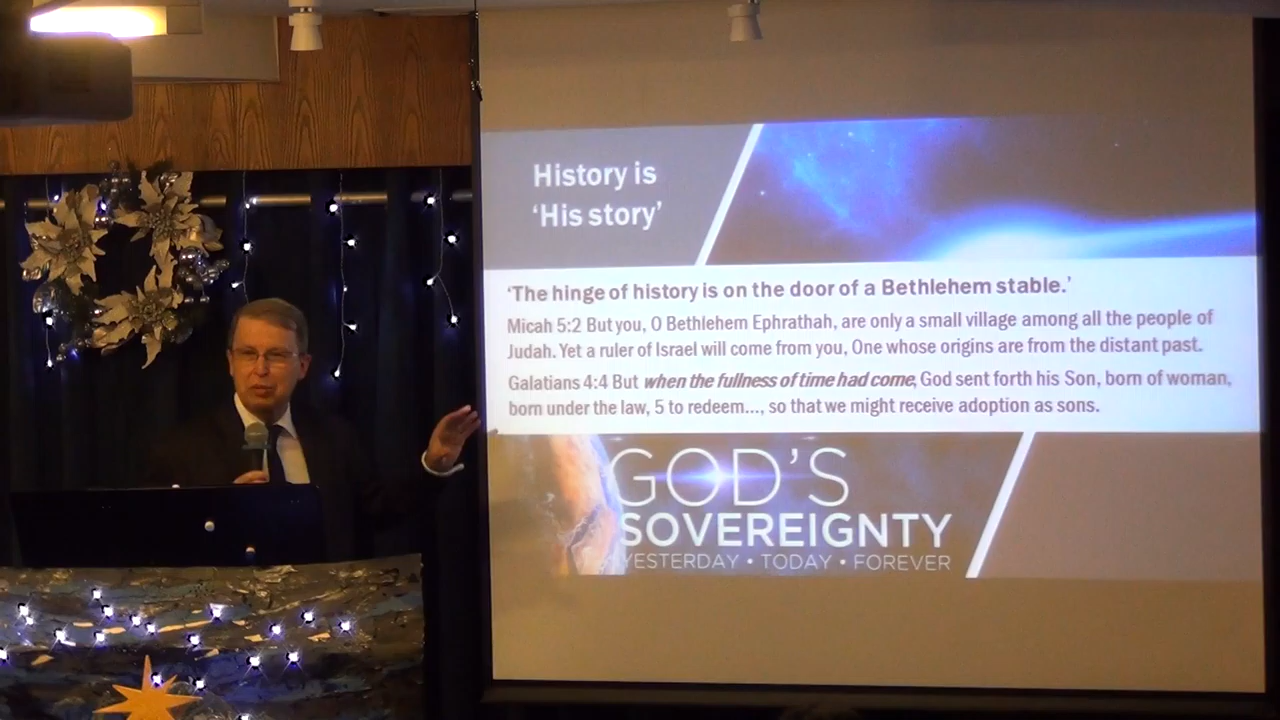 History is
‘His story’
‘The hinge of history is on the door of a Bethlehem stable.’
Micah 5:2 But you, O Bethlehem Ephrathah, are only a small village among all the people of
Judah. Yet a ruler of Israel will come from you, One whose origins are from the distant past.
Galatians 4:4 But when the fullness of time had come, God sent forth his Son, born of woman,
born under the law, 5 to redeem..., so that we might receive adoption as sons.
GOD'S
SOVEREIGNTY
YESTERDAY • TODAY • FOREVER